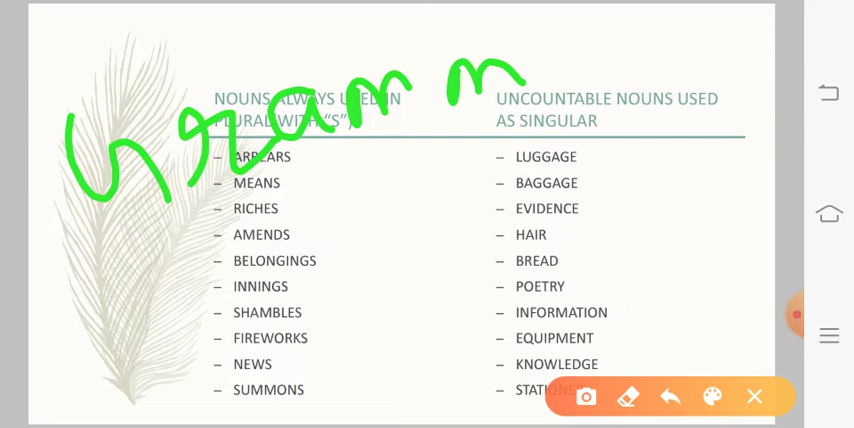 NOUNS ALWAYS USED IN
PLURAL(WITH "S")
– ARREARS
– MEANS
– RICHES
– AMENDS
– BELONGINGS
– INNINGS
– SHAMBLES
– FIREWORKS
– NEWS
– SUMMONS
UNCOUNTABLE NOUNS USED
AS SINGULAR
– LUGGAGE
– BAGGAGE
– EVIDENCE
– HAIR
– BREAD
– POETRY
– INFORMATION
– EQUIPMENT
– KNOWLEDGE
– STATIONERY